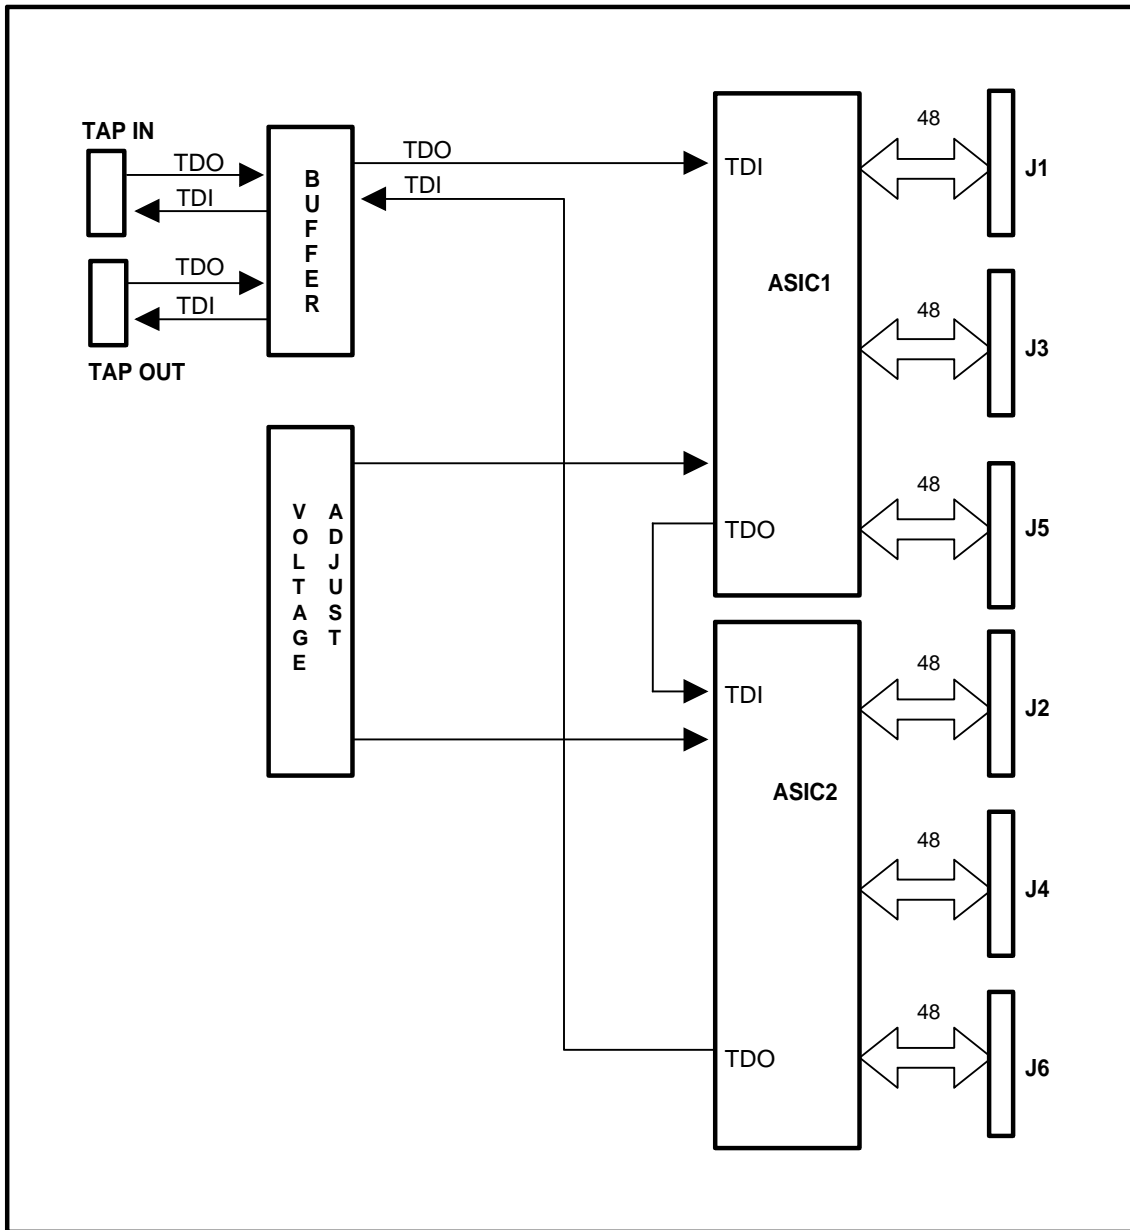 TAP IN
TDO
TDI
TDO
TDI
TAP OUT
BUFFER
TDO
TDI
VOLTAGE
ADJUST
TDI
ASIC1
TDO
TDI
ASIC2
TDO
48
J1
48
J3
48
J5
48
J2
48
J4
48
J6